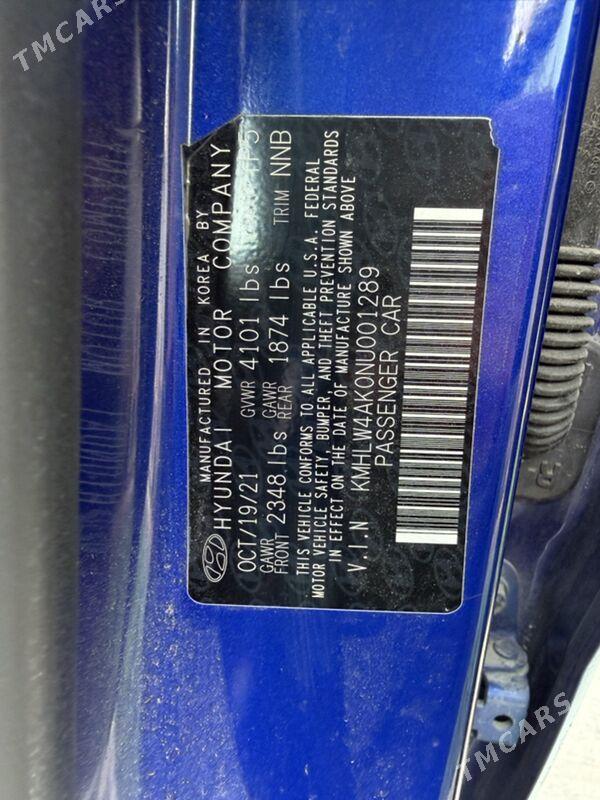 TMCARS
MANUFACTURED IN KOREA BY
HYUNDAI MOTOR COMPANY
OCT/19/21 GVWR 4101 lbs
GAWR FRONT 2348 lbs GAWR REAR 1874 lbs TRIM NNB
THIS VEHICLE CONFORMS TO ALL APPLICABLE U.S.A. FEDERAL
MOTOR VEHICLE SAFETY, BUMPER, AND THEFT PREVENTION STANDARDS
IN EFFECT ON THE DATE OF MANUFACTURE SHOWN ABOVE
V.I.N KMHLW4AK0NU001289
PASSENGER CAR
TMCARS